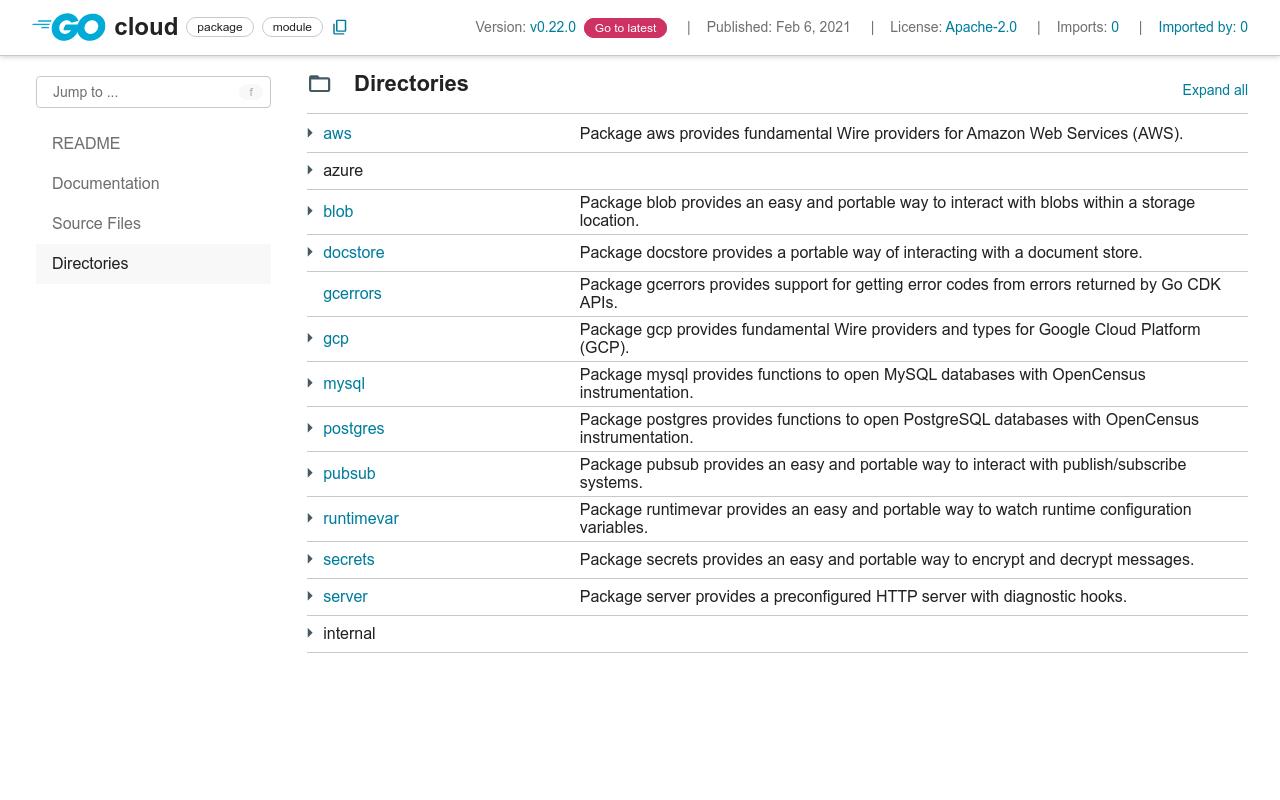 GO cloud package module Version: v0.22.0 Go to latest | Published: Feb 6, 2021 | License: Apache-2.0 | Imports: 0 | Imported by: 0
Jump to ... f
README
Documentation
Source Files
Directories
Directories
Expand all
aws Package aws provides fundamental Wire providers for Amazon Web Services (AWS).
azure
blob Package blob provides an easy and portable way to interact with blobs within a storage
location.
docstore Package docstore provides a portable way of interacting with a document store.
gcerrors Package gcerrors provides support for getting error codes from errors returned by Go CDK
APIs.
gcp Package gcp provides fundamental Wire providers and types for Google Cloud Platform
(GCP).
mysql Package mysql provides functions to open MySQL databases with OpenCensus
instrumentation.
postgres Package postgres provides functions to open PostgreSQL databases with OpenCensus
instrumentation.
pubsub Package pubsub provides an easy and portable way to interact with publish/subscribe
systems.
runtimevar Package runtimevar provides an easy and portable way to watch runtime configuration
variables.
secrets Package secrets provides an easy and portable way to encrypt and decrypt messages.
server Package server provides a preconfigured HTTP server with diagnostic hooks.
internal